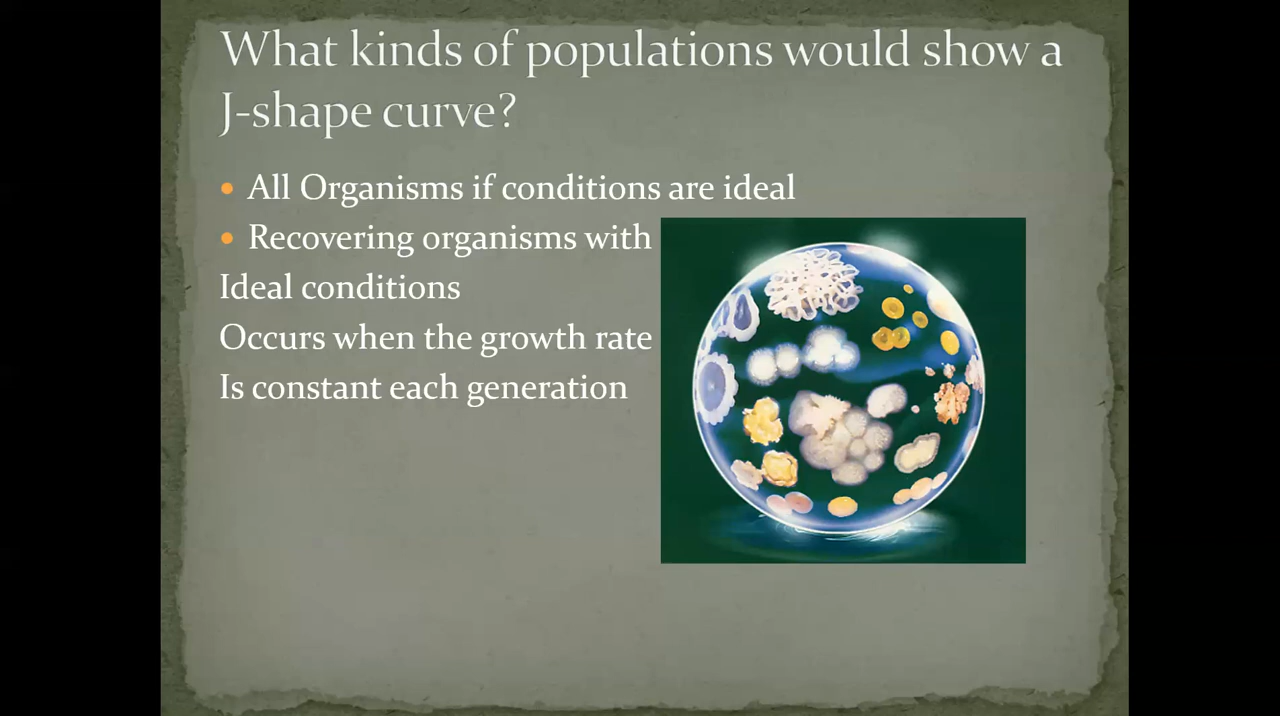 What kinds of populations would show a
J-shape curve?
• All Organisms if conditions are ideal
• Recovering organisms with
Ideal conditions
Occurs when the growth rate
Is constant each generation